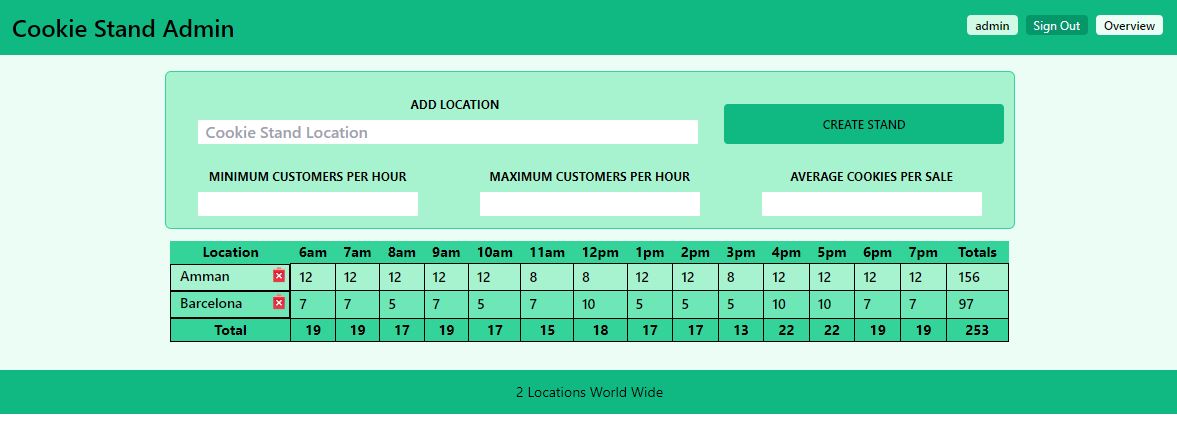 Cookie Stand Admin
admin Sign Out Overview
ADD LOCATION
Cookie Stand Location
CREATE STAND
MINIMUM CUSTOMERS PER HOUR MAXIMUM CUSTOMERS PER HOUR AVERAGE COOKIES PER SALE
Location 6am 7am 8am 9am 10am 11am 12pm 1pm 2pm 3pm 4pm 5pm 6pm 7pm Totals
Amman 12 12 12 12 12 8 8 12 12 8 12 12 12 12 156
Barcelona 7 7 5 7 5 7 10 5 5 5 10 10 7 7 97
Total 19 19 17 19 17 15 18 17 17 13 22 22 19 19 253
2 Locations World Wide